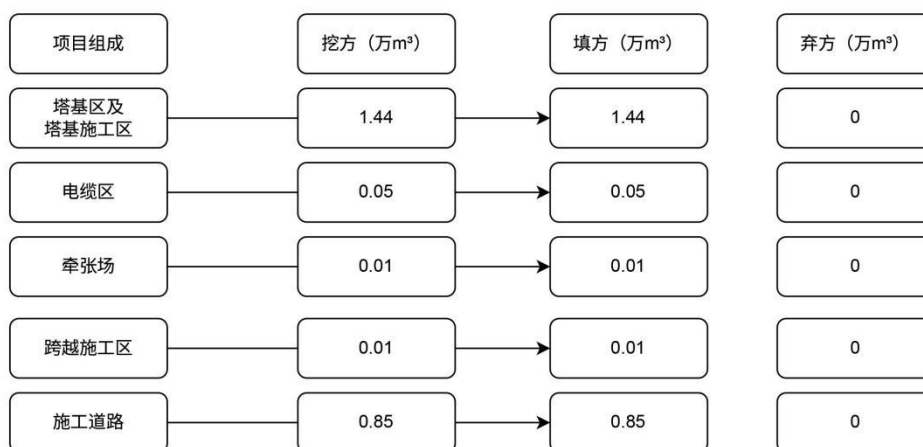 项目组成 挖方（万m³） 填方（万m³） 弃方（万m³）
塔基区及
塔基施工区 1.44 1.44 0
电缆区 0.05 0.05 0
牵张场 0.01 0.01 0
跨越施工区 0.01 0.01 0
施工道路 0.85 0.85 0